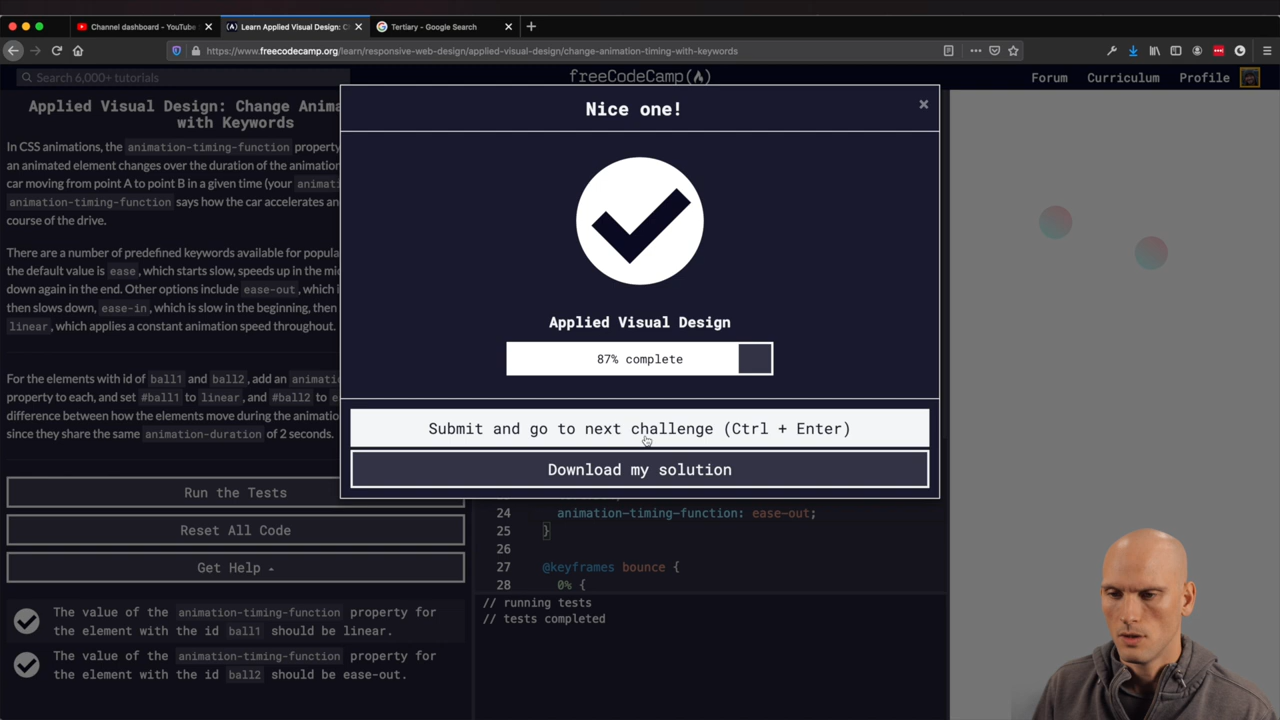 Channel dashboard - YouTube
Learn Applied Visual Design: C
Tertiary - Google Search
https://www.freecodecamp.org/learn/responsive-web-design/applied-visual-design/change-animation-timing-with-keywords
Search 6,000+ tutorials
freeCodeCamp
Forum
Curriculum
Profile
Applied Visual Design: Change Anima
with Keywords
In CSS animations, the animation-timing-function property
an animated element changes over the duration of the animation
car moving from point A to point B in a given time (your animati
animation-timing-function says how the car accelerates an
course of the drive.
There are a number of predefined keywords available for popula
the default value is ease, which starts slow, speeds up in the mi
down again in the end. Other options include ease-out, which i
then slows down, ease-in, which is slow in the beginning, then
linear, which applies a constant animation speed throughout.
For the elements with id of ball1 and ball2, add an animatio
property to each, and set #ball1 to linear, and #ball2 to e
difference between how the elements move during the animation
since they share the same animation-duration of 2 seconds.
Run the Tests
Reset All Code
Get Help
The value of the animation-timing-function property for
the element with the id ball1 should be linear.
The value of the animation-timing-function property for
the element with the id ball2 should be ease-out.
Nice one!
×
Applied Visual Design
87% complete
Submit and go to next challenge (Ctrl + Enter)
Download my solution
24 animation-timing-function: ease-out;
25 }
26
27 @keyframes bounce {
28 0% {
// running tests
// tests completed